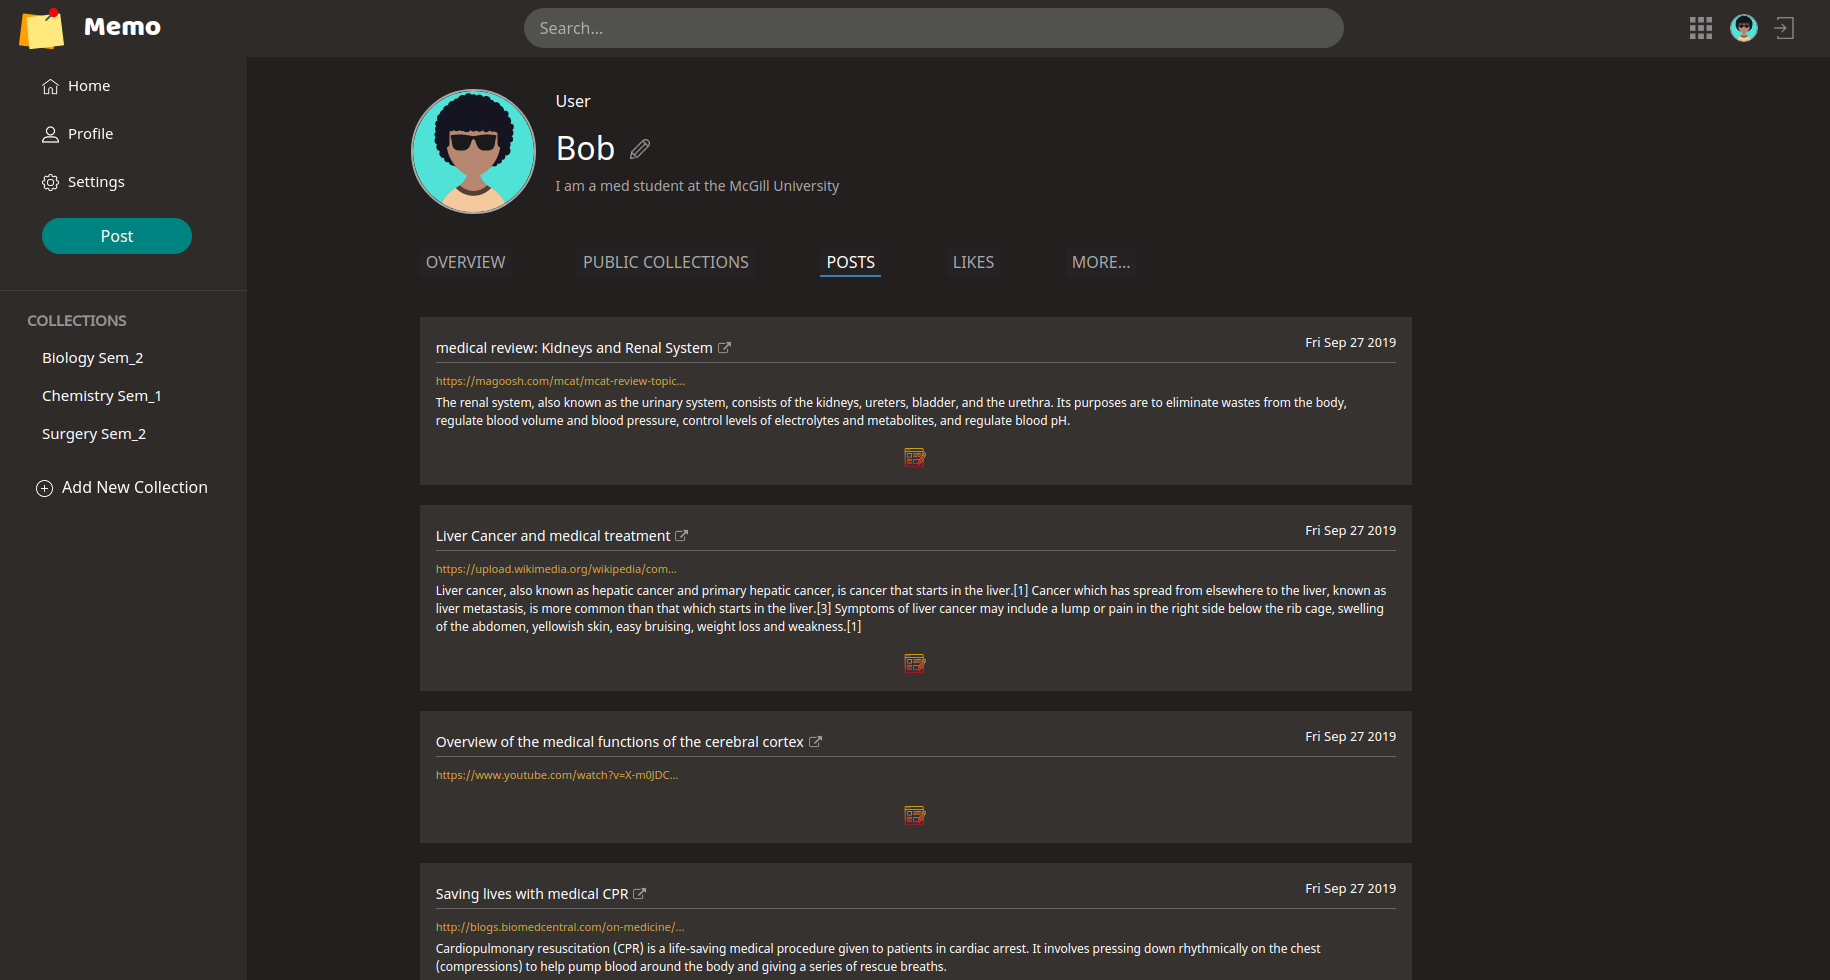 Memo
Search...
Home
Profile
Settings
Post
COLLECTIONS
Biology Sem_2
Chemistry Sem_1
Surgery Sem_2
Add New Collection
User
Bob
I am a med student at the McGill University
OVERVIEW PUBLIC COLLECTIONS POSTS LIKES MORE...
medical review: Kidneys and Renal System Fri Sep 27 2019
https://magoosh.com/mcat/mcat-review-topic...
The renal system, also known as the urinary system, consists of the kidneys, ureters, bladder, and the urethra. Its purposes are to eliminate wastes from the body,
regulate blood volume and blood pressure, control levels of electrolytes and metabolites, and regulate blood pH.
Liver Cancer and medical treatment Fri Sep 27 2019
https://upload.wikimedia.org/wikipedia/com...
Liver cancer, also known as hepatic cancer and primary hepatic cancer, is cancer that starts in the liver.[1] Cancer which has spread from elsewhere to the liver, known as
liver metastasis, is more common than that which starts in the liver.[3] Symptoms of liver cancer may include a lump or pain in the right side below the rib cage, swelling
of the abdomen, yellowish skin, easy bruising, weight loss and weakness.[1]
Overview of the medical functions of the cerebral cortex Fri Sep 27 2019
https://www.youtube.com/watch?v=X-m0JDC...
Saving lives with medical CPR Fri Sep 27 2019
http://blogs.biomedcentral.com/on-medicine/...
Cardiopulmonary resuscitation (CPR) is a life-saving medical procedure given to patients in cardiac arrest. It involves pressing down rhythmically on the chest
(compressions) to help pump blood around the body and giving a series of rescue breaths.